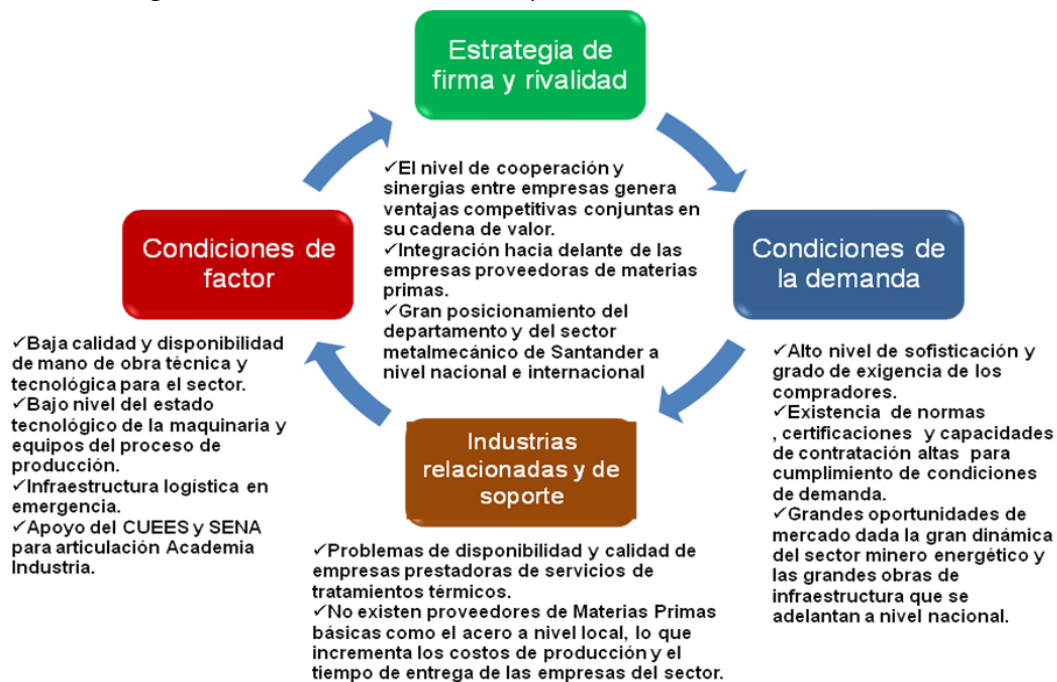 Estrategia de
firma y rivalidad
✓El nivel de cooperación y
sinergias entre empresas genera
ventajas competitivas conjuntas en
su cadena de valor.
✓Integración hacia delante de las
empresas proveedoras de materias
primas.
✓Gran posicionamiento del
departamento y del sector
metalmecánico de Santander a
nivel nacional e internacional
Condiciones de
factor
✓Baja calidad y disponibilidad
de mano de obra técnica y
tecnológica para el sector.
✓Bajo nivel del estado
tecnológico de la maquinaria y
equipos del proceso de
producción.
✓Infraestructura logística en
emergencia.
✓Apoyo del CUEES y SENA
para articulación Academia
Industria.
Condiciones de
la demanda
✓Alto nivel de sofisticación y
grado de exigencia de los
compradores.
✓Existencia de normas
, certificaciones y capacidades
de contratación altas para
cumplimiento de condiciones
de demanda.
✓Grandes oportunidades de
mercado dada la gran dinámica
del sector minero energético y
las grandes obras de
infraestructura que se
adelantan a nivel nacional.
Industrias
relacionadas y de
soporte
✓Problemas de disponibilidad y calidad de
empresas prestadoras de servicios de
tratamientos térmicos.
✓No existen proveedores de Materias Primas
básicas como el acero a nivel local, lo que
incrementa los costos de producción y el
tiempo de entrega de las empresas del sector.